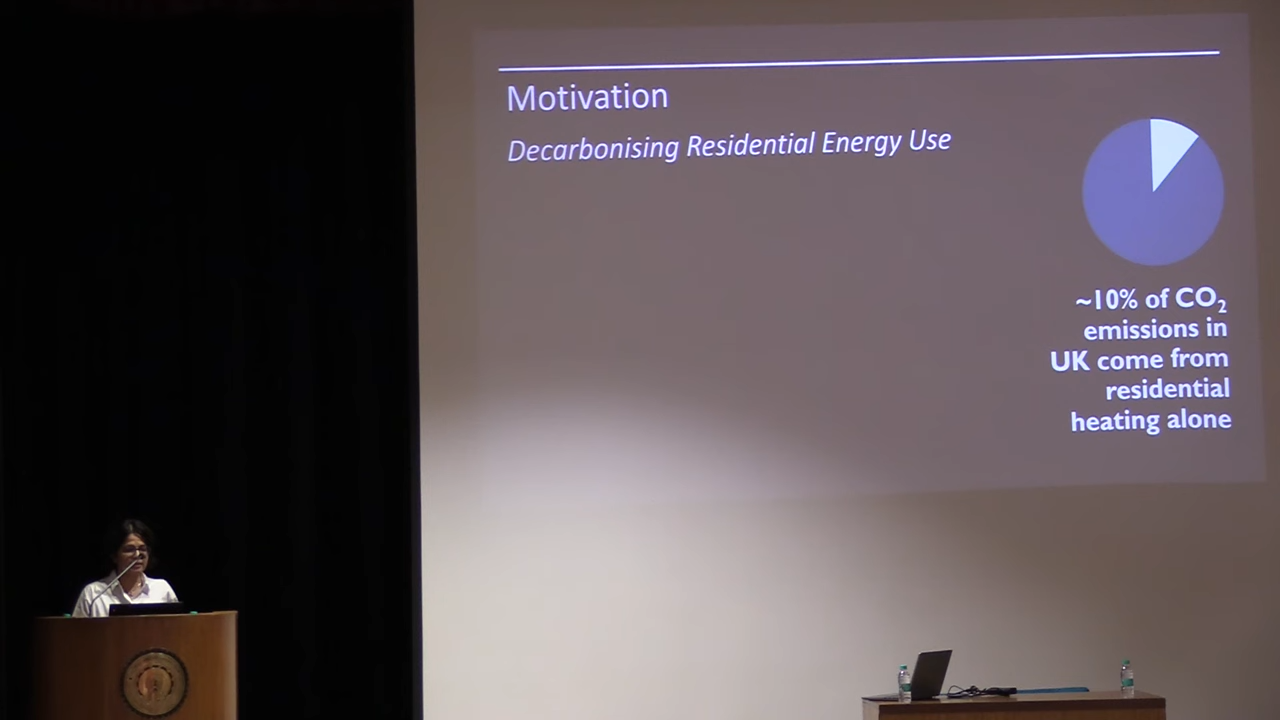 Motivation
Decarbonising Residential Energy Use
~10% of CO₂
emissions in
UK come from
residential
heating alone